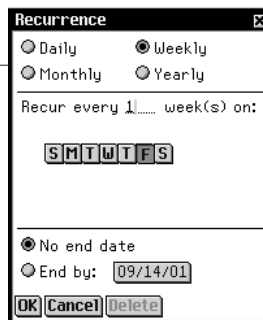 Recurrence
Daily Weekly
Monthly Yearly
Recur every 1 week(s) on:
S M T W T F S
No end date
End by: 09/14/01
OK Cancel Delete